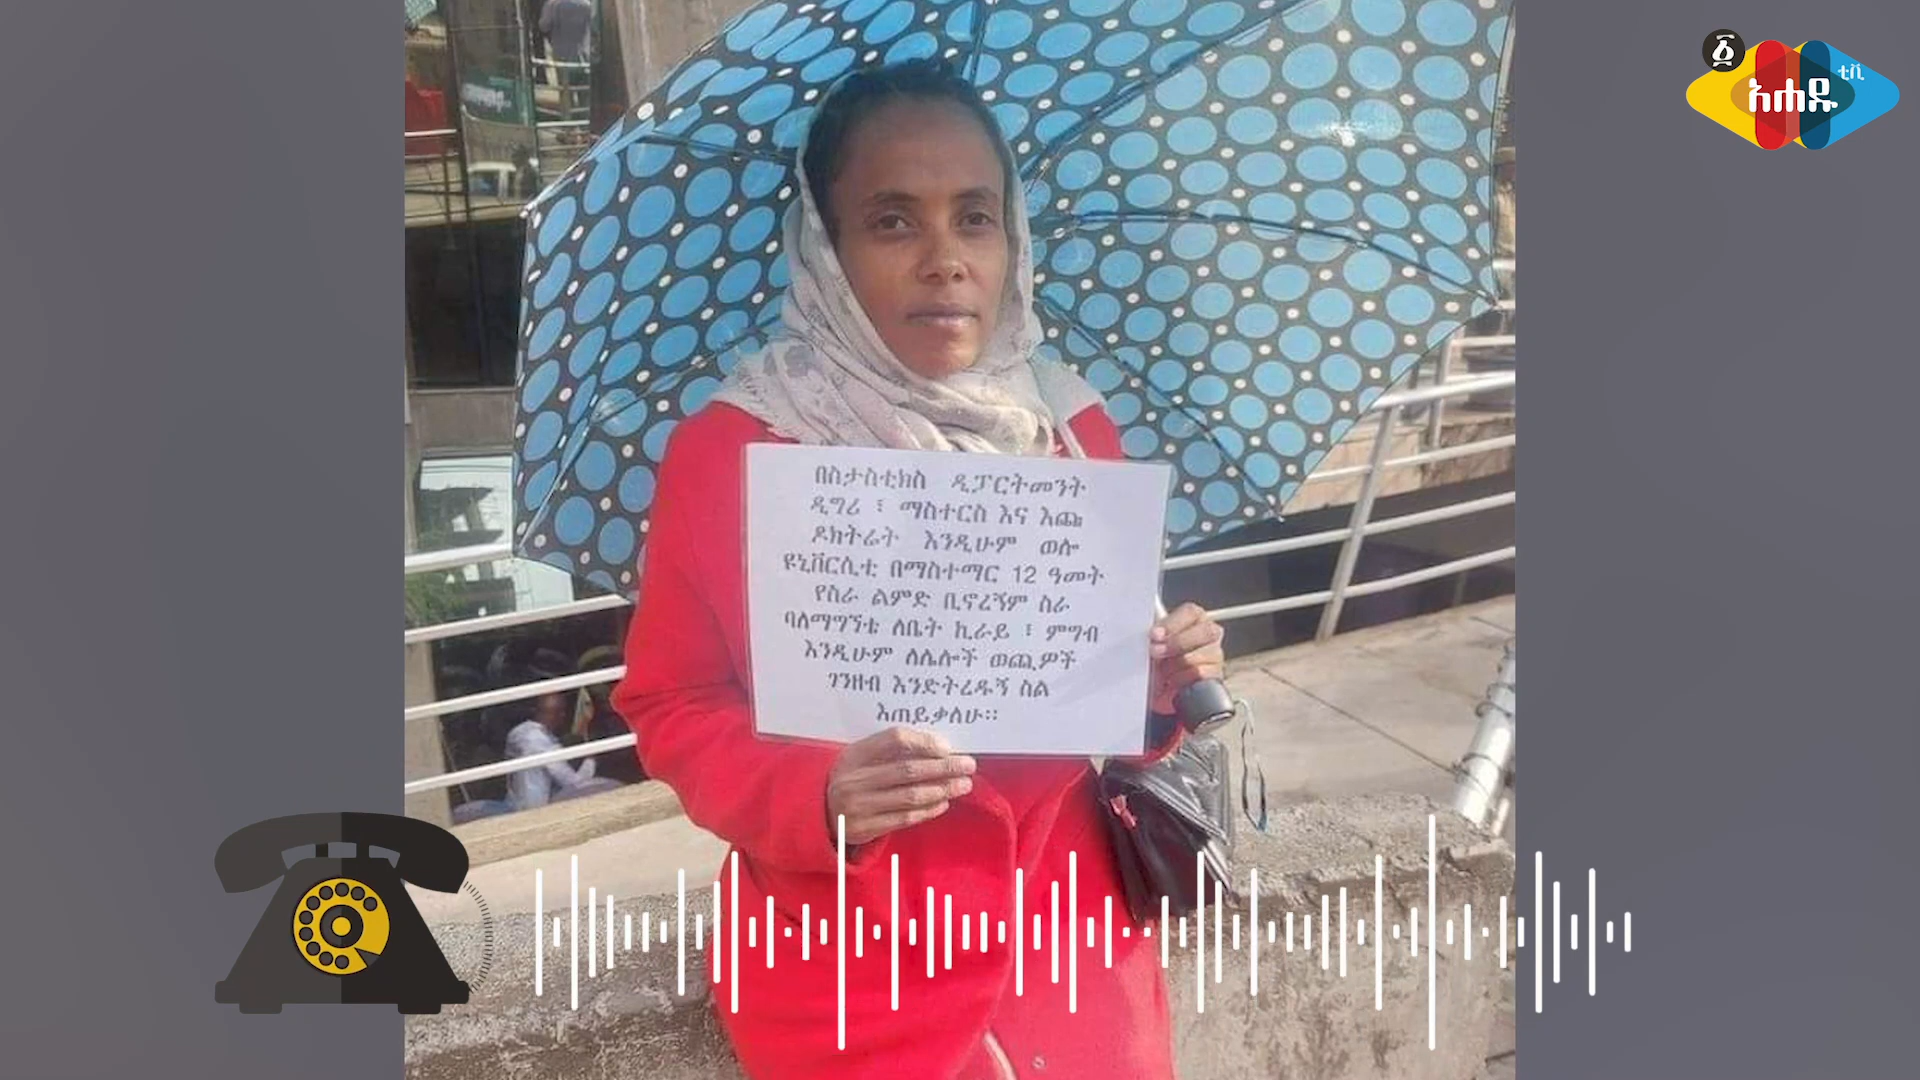 አሐዱ
ቲቪ
በስታስቲክስ ዲፓርትመንት
ዲግሪ ፣ ማስተርስ እና እጩ
ዶክትሬት እንዲሁም ወሎ
ዩኒቨርሲቲ በማስተማር 12 ዓመት
የስራ ልምድ ቢኖረኝም ስራ
ባለማግኘቴ ለቤት ኪራይ ፣ ምግብ
እንዲሁም ለሌሎች ወጪዎች
ገንዘብ እንድትረዱኝ ስል
እጠይቃለሁ።